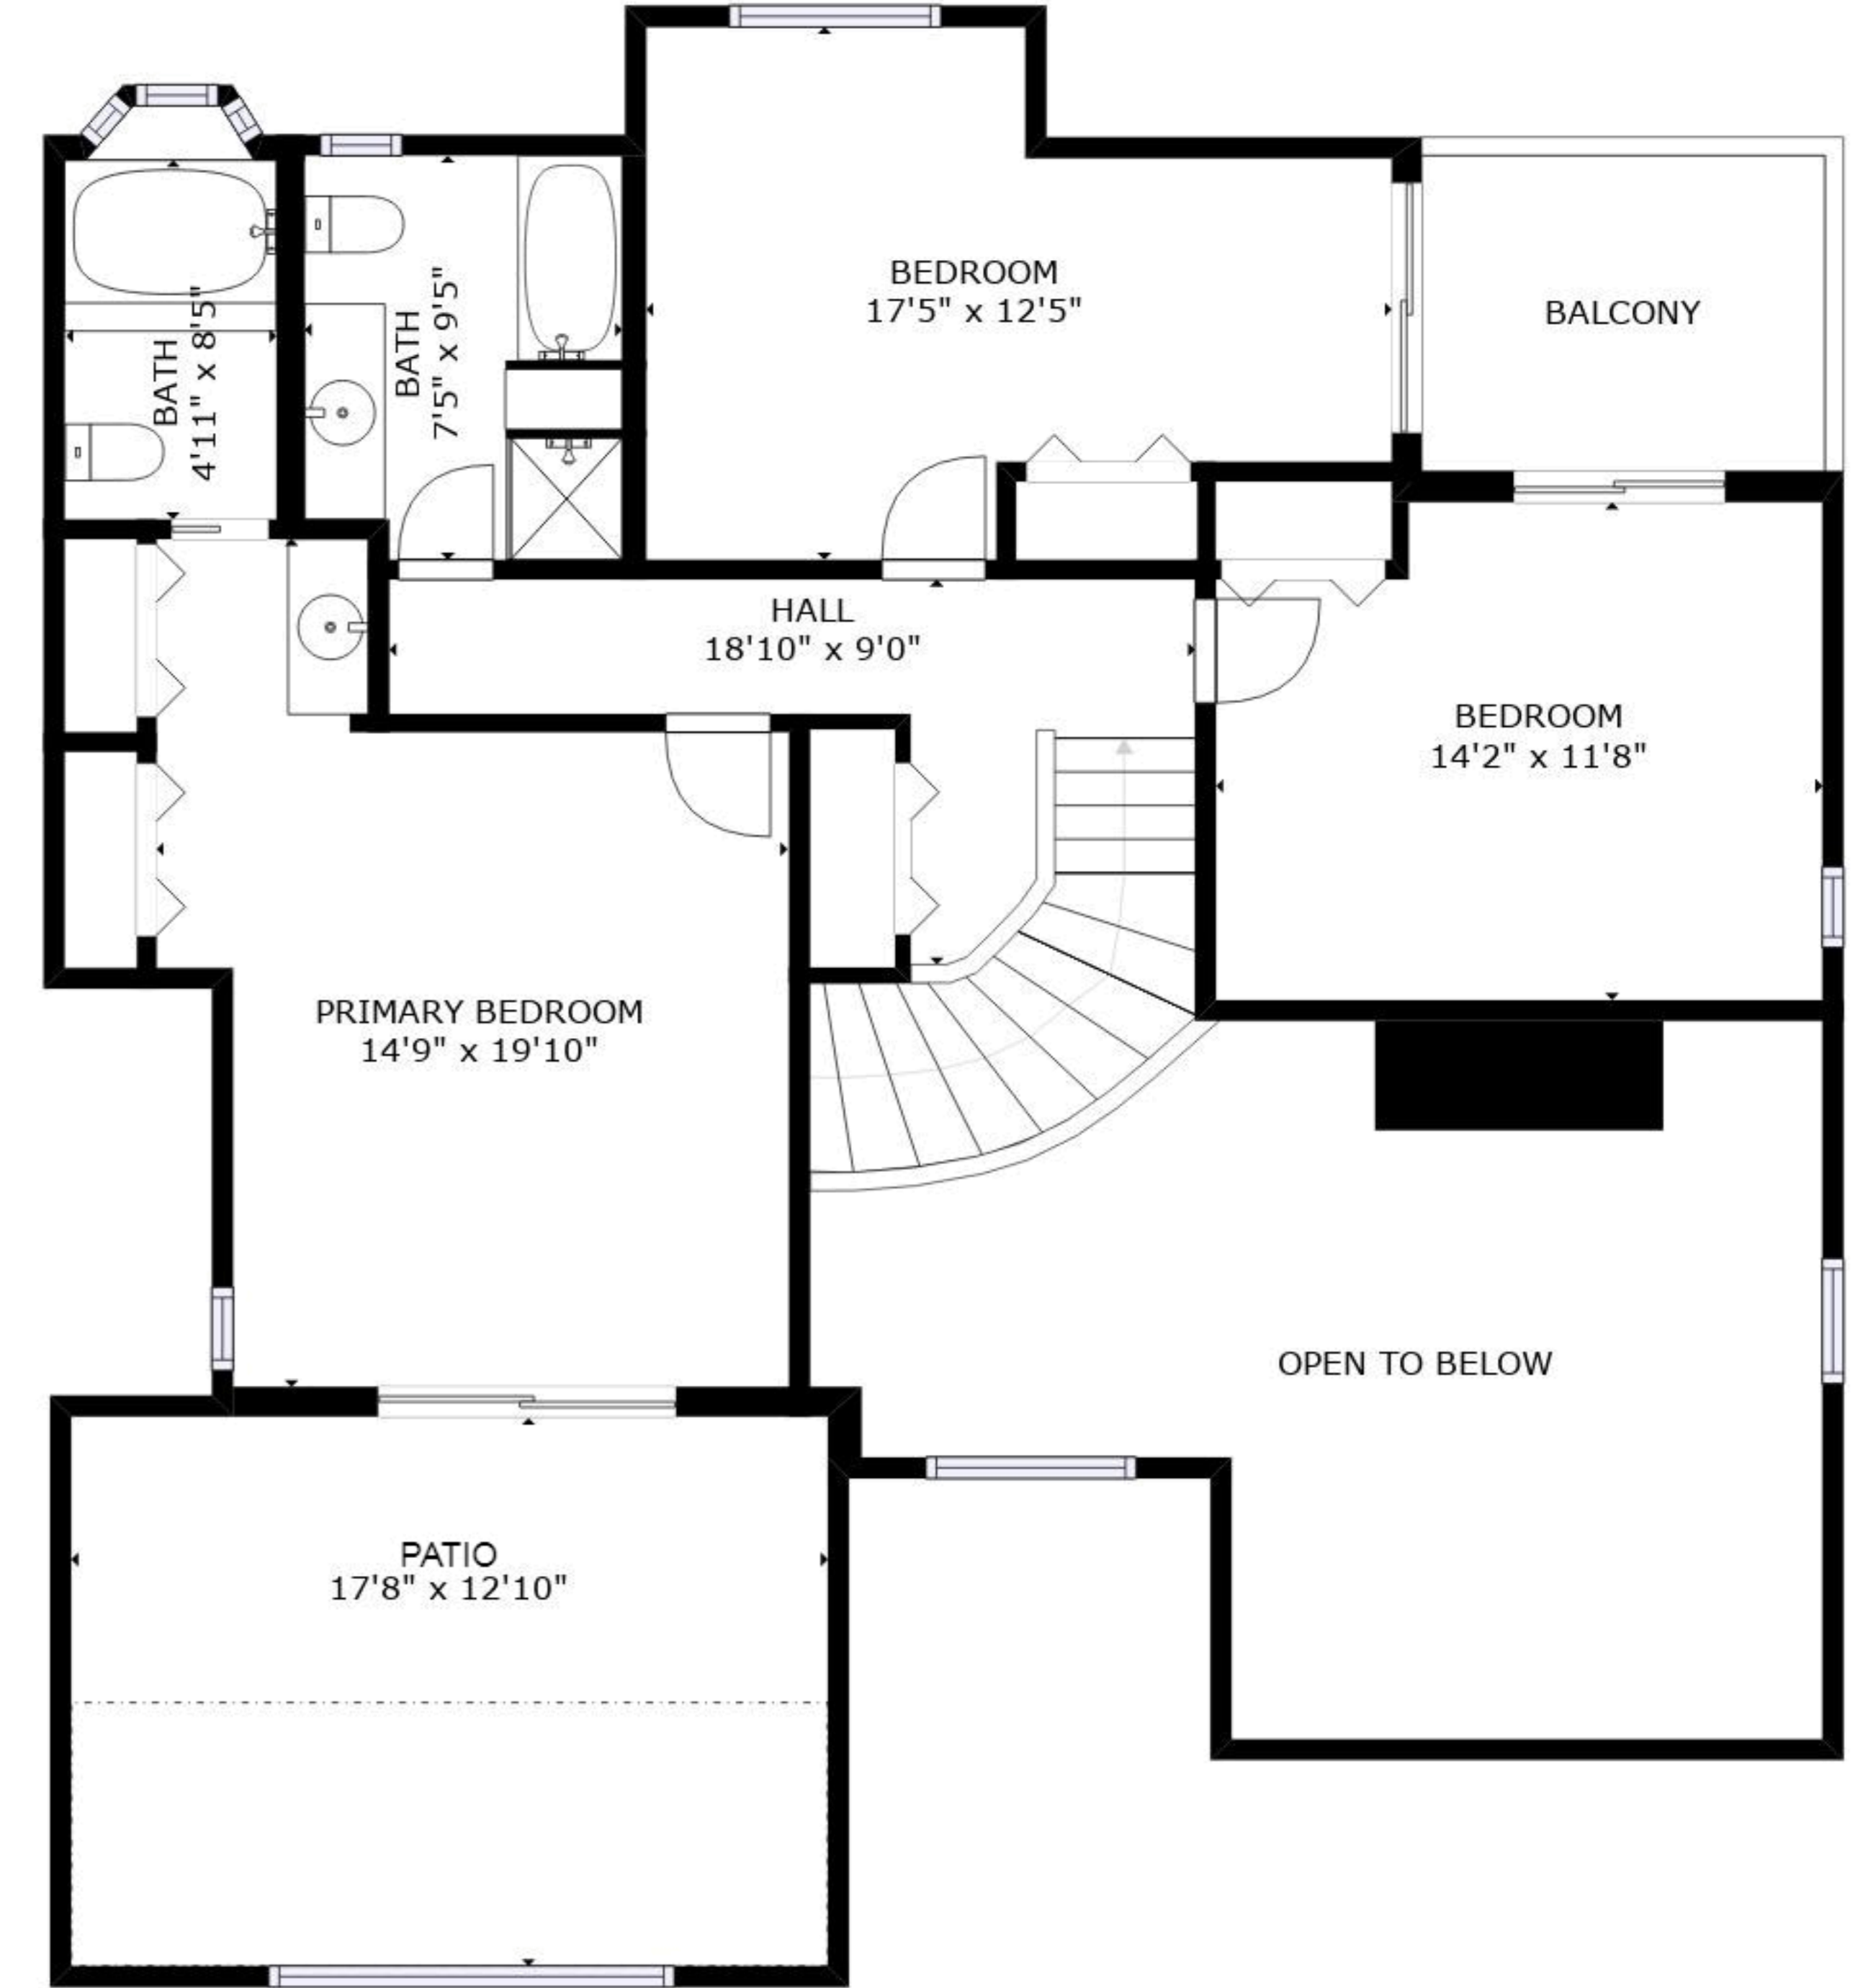 BEDROOM
17'5" x 12'5"
BALCONY
BATH
4'11" x 8'5"
BATH
7'5" x 9'5"
HALL
18'10" x 9'0"
BEDROOM
14'2" x 11'8"
PRIMARY BEDROOM
14'9" x 19'10"
OPEN TO BELOW
PATIO
17'8" x 12'10"